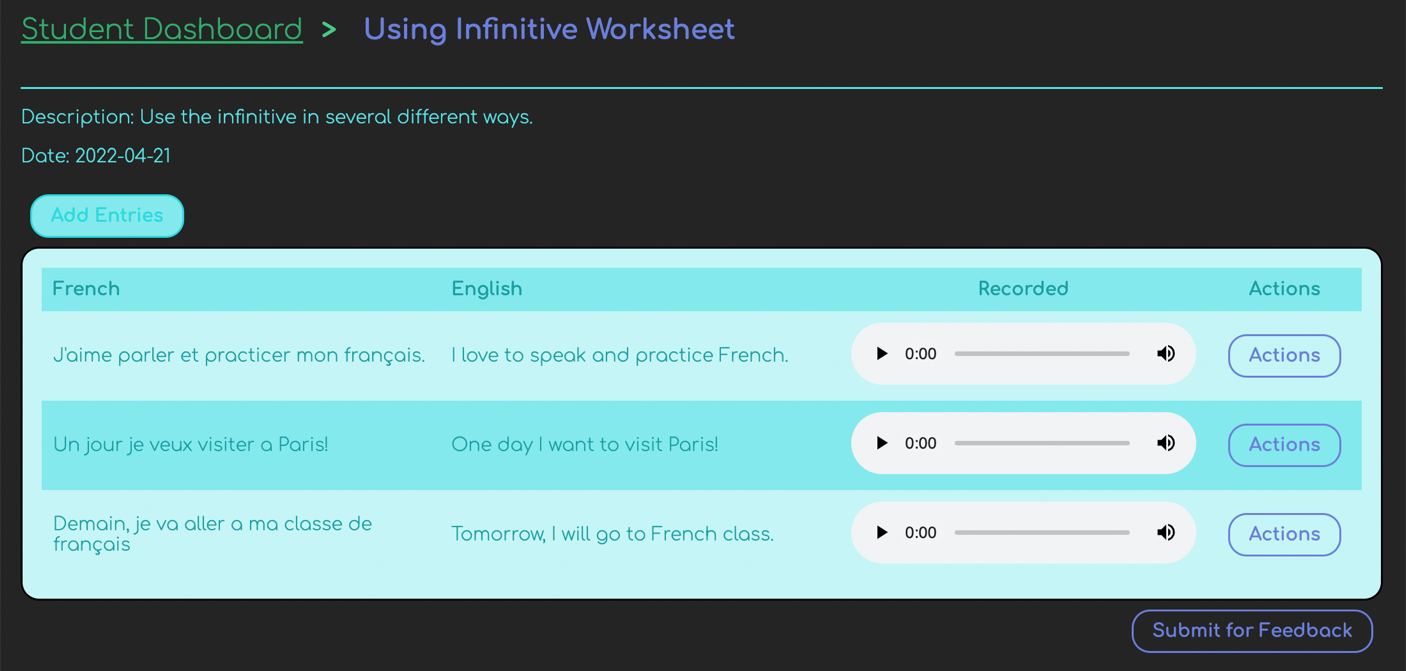 Student Dashboard > Using Infinitive Worksheet
Description: Use the infinitive in several different ways.
Date: 2022-04-21
Add Entries
French English Recorded Actions
J'aime parler et practicer mon français. I love to speak and practice French. 0:00 Actions
Un jour je veux visiter a Paris! One day I want to visit Paris! 0:00 Actions
Demain, je va aller a ma classe de
français Tomorrow, I will go to French class. 0:00 Actions
Submit for Feedback